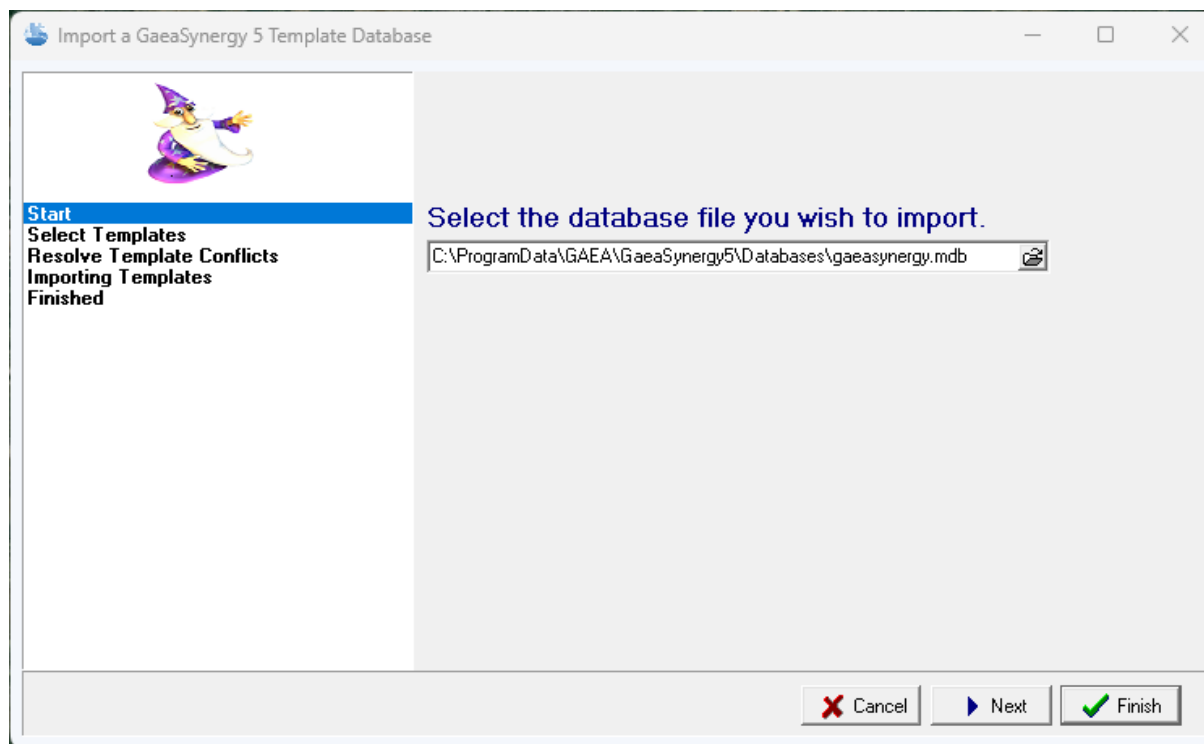 Import a GaeaSynergy 5 Template Database
Start
Select Templates
Resolve Template Conflicts
Importing Templates
Finished
Select the database file you wish to import.
C:\ProgramData\GAEA\GaeaSynergy5\Databases\gaeasynergy.mdb
Cancel
Next
Finish